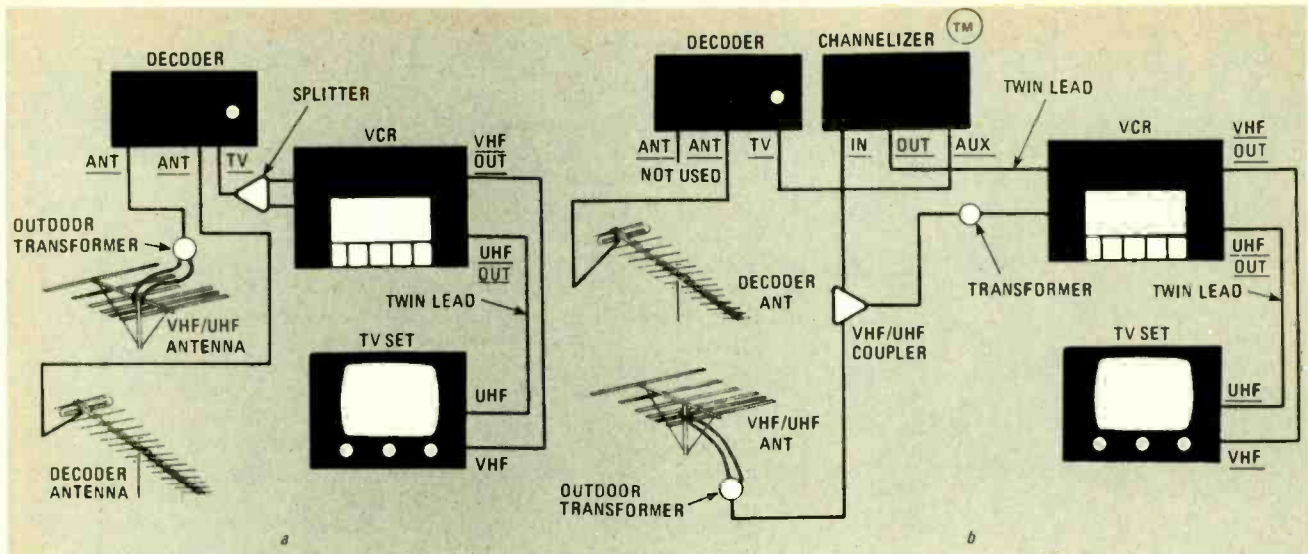 DECODER
SPLITTER
VCR
VHF
OUT
ANT
ANT
TV
OUTDOOR
TRANSFORMER
UHF
OUT
TWIN LEAD
VHF/UHF
ANTENNA
TV SET
UHF
VHF
DECODER
ANTENNA
a
DECODER
CHANNELIZER
TM
TWIN LEAD
VCR
VHF
OUT
ANT
ANT
TV
IN
OUT
AUX
NOT USED
UHF
OUT
DECODER
ANT
TRANSFORMER
TWIN LEAD
VHF/UHF
COUPLER
TV SET
VHF/UHF
ANT
UHF
OUTDOOR
TRANSFORMER
VHF
b